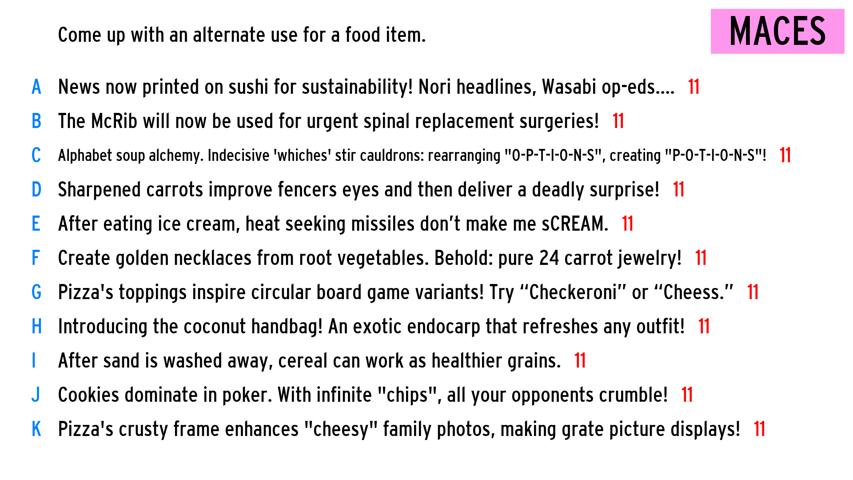 Come up with an alternate use for a food item.
MACES
A News now printed on sushi for sustainability! Nori headlines, Wasabi op-eds.... 11
B The McRib will now be used for urgent spinal replacement surgeries! 11
C Alphabet soup alchemy. Indecisive 'whiches' stir cauldrons: rearranging "O-P-T-I-O-N-S", creating "P-O-T-I-O-N-S"! 11
D Sharpened carrots improve fencers eyes and then deliver a deadly surprise! 11
E After eating ice cream, heat seeking missiles don’t make me sCREAM. 11
F Create golden necklaces from root vegetables. Behold: pure 24 carrot jewelry! 11
G Pizza's toppings inspire circular board game variants! Try “Checkeroni” or “Cheess.” 11
H Introducing the coconut handbag! An exotic endocarp that refreshes any outfit! 11
I After sand is washed away, cereal can work as healthier grains. 11
J Cookies dominate in poker. With infinite "chips", all your opponents crumble! 11
K Pizza's crusty frame enhances "cheesy" family photos, making grate picture displays! 11